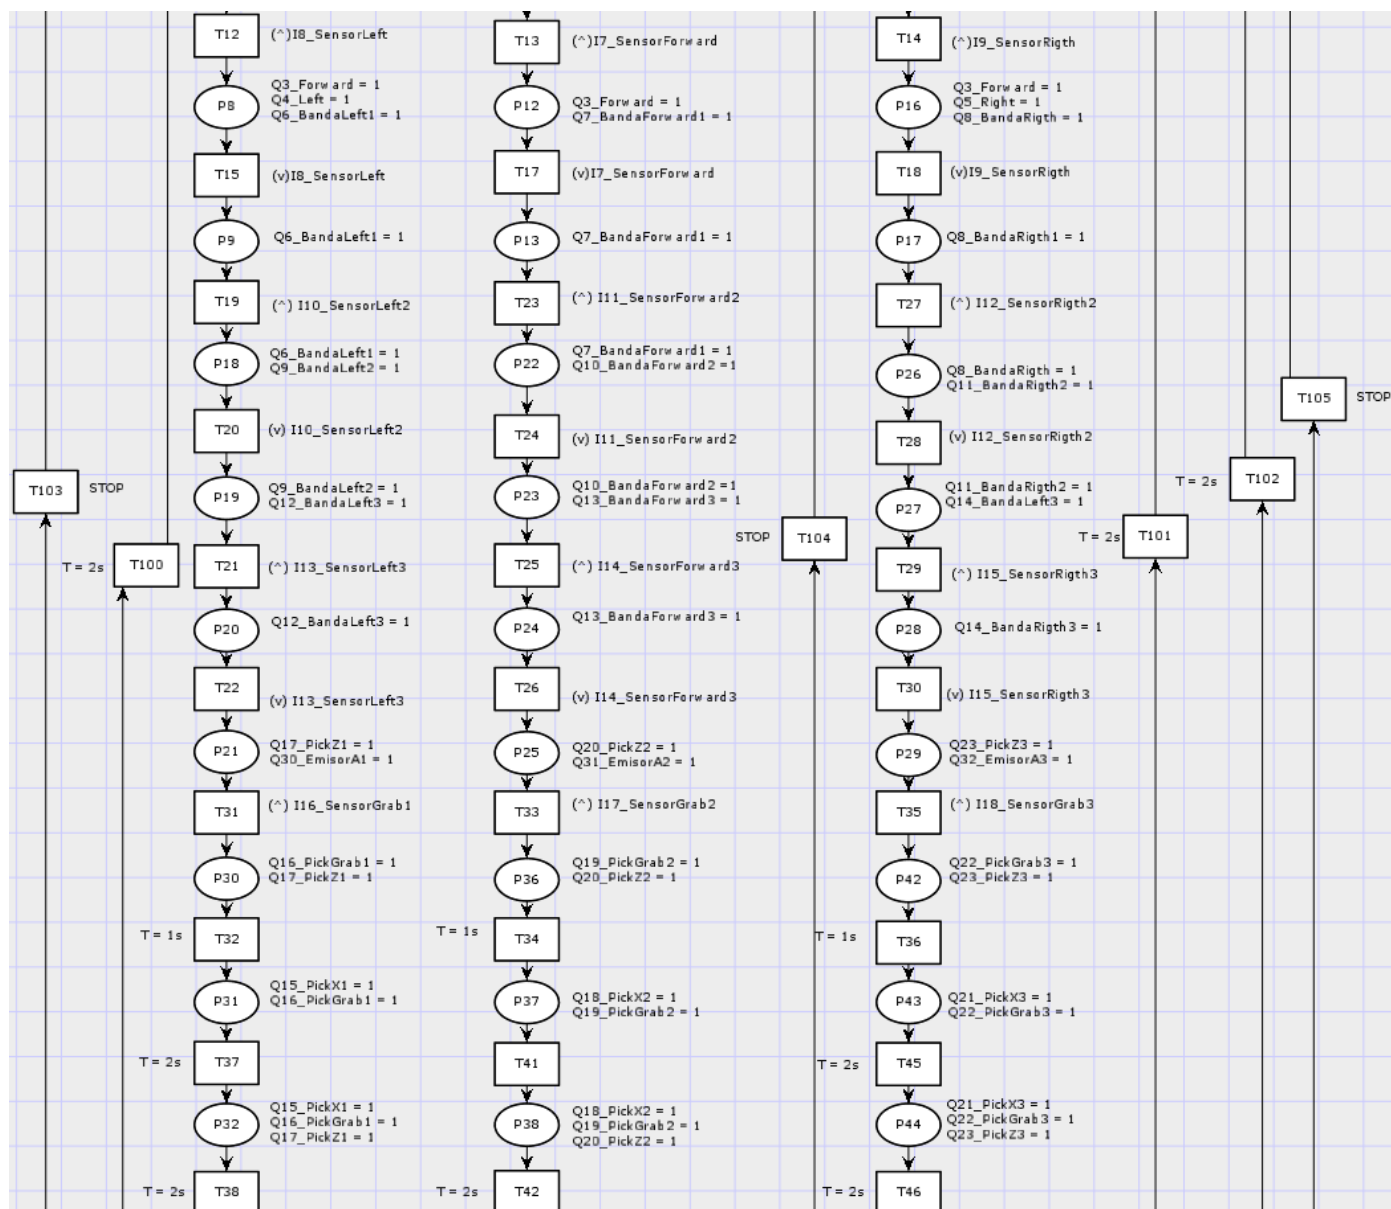 T12
(^)I8_SensorLeft
P8
Q3_Forward = 1
Q4_Left = 1
Q6_BandaLeft1 = 1
T15
(v)I8_SensorLeft
P9
Q6_BandaLeft1 = 1
T19
(^) I10_SensorLeft2
P18
Q6_BandaLeft1 = 1
Q9_BandaLeft2 = 1
T20
(v) I10_SensorLeft2
T103
STOP
P19
Q9_BandaLeft2 = 1
Q12_BandaLeft3 = 1
T = 2s
T100
T21
(^) I13_SensorLeft3
P20
Q12_BandaLeft3 = 1
T22
(v) I13_SensorLeft3
P21
Q17_PickZ1 = 1
Q30_EmisorA1 = 1
T31
(^) I16_SensorGrab1
P30
Q16_PickGrab1 = 1
Q17_PickZ1 = 1
T = 1s
T32
P31
Q15_PickX1 = 1
Q16_PickGrab1 = 1
T = 2s
T37
P32
Q15_PickX1 = 1
Q16_PickGrab1 = 1
Q17_PickZ1 = 1
T = 2s
T38
T13
(^)I7_SensorForward
P12
Q3_Forward = 1
Q7_BandaForward1 = 1
T17
(v)I7_SensorForward
P13
Q7_BandaForward1 = 1
T23
(^) I11_SensorForward2
P22
Q7_BandaForward1 = 1
Q10_BandaForward2 =1
T24
(v) I11_SensorForward2
P23
Q10_BandaForward2 =1
Q13_BandaForward3 = 1
T25
(^) I14_SensorForward3
P24
Q13_BandaForward3 = 1
T26
(v) I14_SensorForward3
P25
Q20_PickZ2 = 1
Q31_EmisorA2 = 1
T33
(^) I17_SensorGrab2
P36
Q19_PickGrab2 = 1
Q20_PickZ2 = 1
T = 1s
T34
P37
Q18_PickX2 = 1
Q19_PickGrab2 = 1
T41
P38
Q18_PickX2 = 1
Q19_PickGrab2 = 1
Q20_PickZ2 = 1
T = 2s
T42
STOP
T104
T14
(^)I9_SensorRigth
P16
Q3_Forward = 1
Q5_Right = 1
Q8_BandaRigth = 1
T18
(v)I9_SensorRigth
P17
Q8_BandaRigth1 = 1
T27
(^) I12_SensorRigth2
P26
Q8_BandaRigth = 1
Q11_BandaRigth2 = 1
T28
(v) I12_SensorRigth2
P27
Q11_BandaRigth2 = 1
Q14_BandaLeft3 = 1
T29
(^) I15_SensorRigth3
P28
Q14_BandaRigth3 = 1
T30
(v) I15_SensorRigth3
P29
Q23_PickZ3 = 1
Q32_EmisorA3 = 1
T35
(^) I18_SensorGrab3
P42
Q22_PickGrab3 = 1
Q23_PickZ3 = 1
T = 1s
T36
P43
Q21_PickX3 = 1
Q22_PickGrab3 = 1
T = 2s
T45
P44
Q21_PickX3 = 1
Q22_PickGrab3 = 1
Q23_PickZ3 = 1
T = 2s
T46
T = 2s
T101
T = 2s
T102
T105
STOP